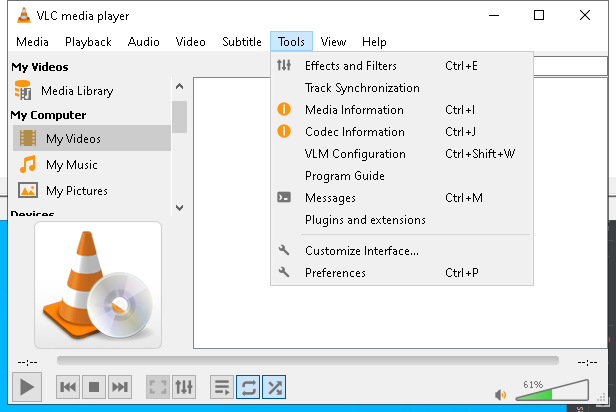 VLC media player
Media Playback Audio Video Subtitle Tools View Help
My Videos
Media Library
My Computer
My Videos
My Music
My Pictures
Devices
Effects and Filters Ctrl+E
Track Synchronization
Media Information Ctrl+I
Codec Information Ctrl+J
VLM Configuration Ctrl+Shift+W
Program Guide
Messages Ctrl+M
Plugins and extensions
Customize Interface...
Preferences Ctrl+P
--:-- --:--
61%